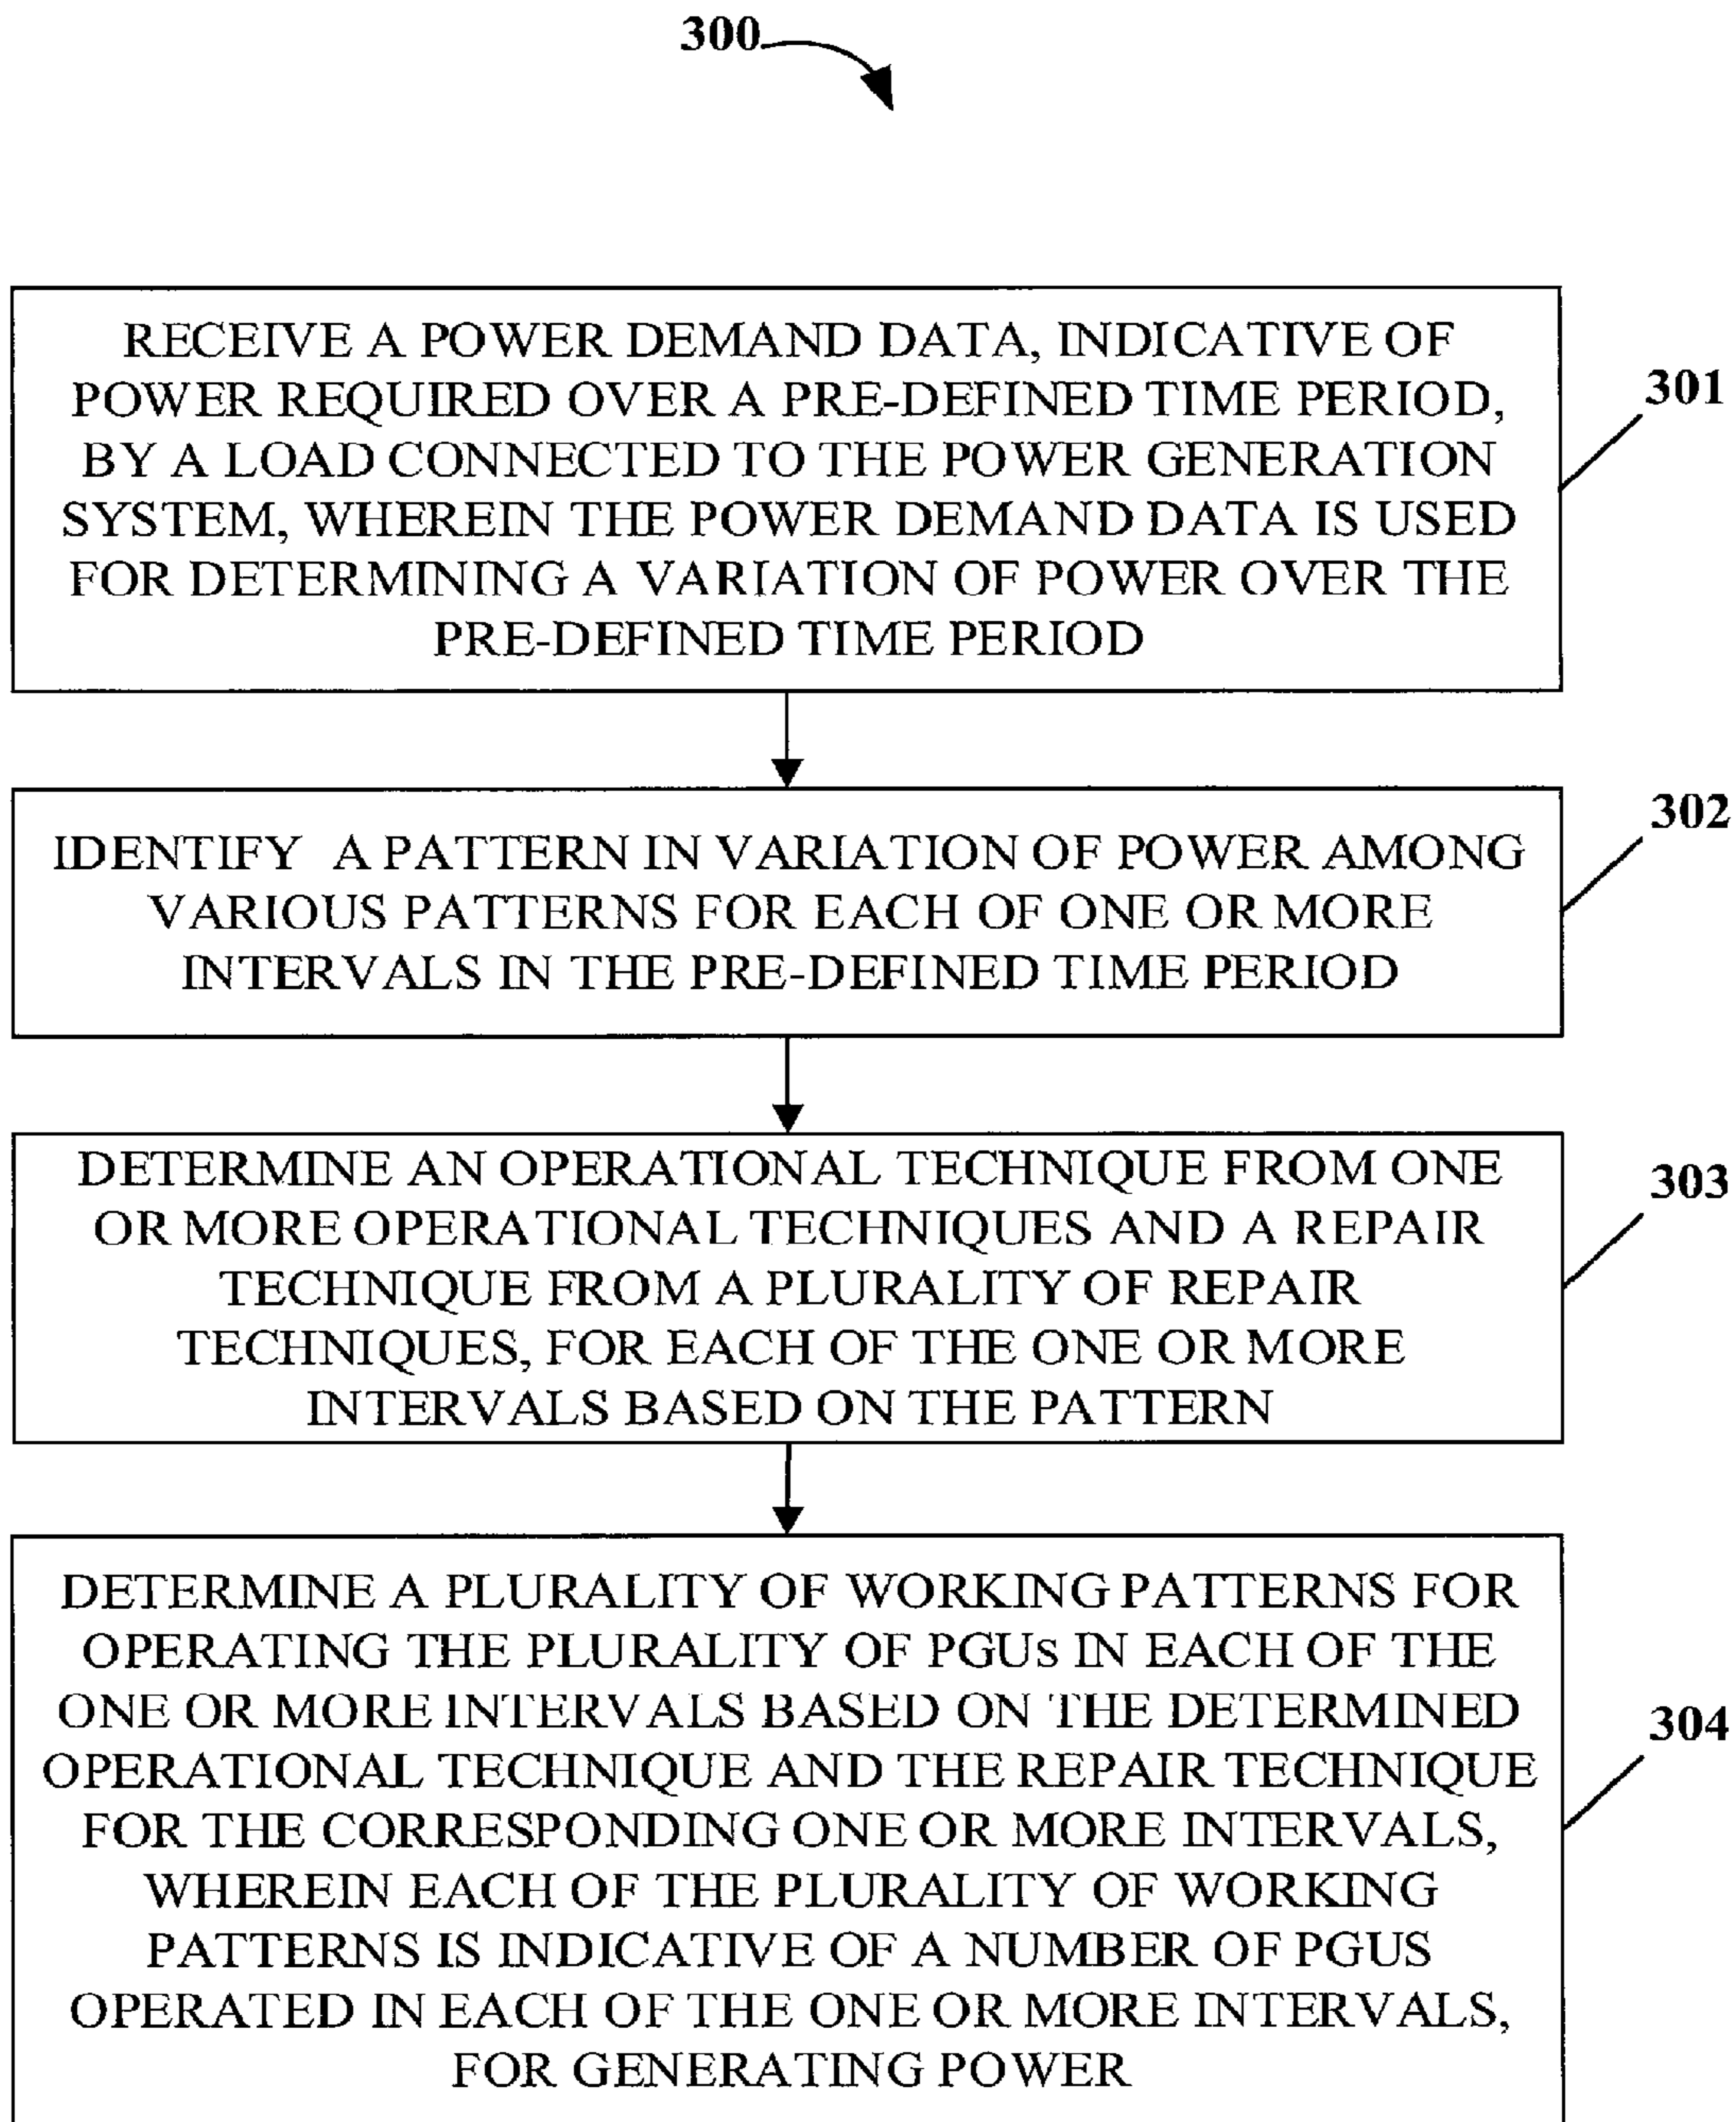 300
RECEIVE A POWER DEMAND DATA, INDICATIVE OF
POWER REQUIRED OVER A PRE-DEFINED TIME PERIOD,
BY A LOAD CONNECTED TO THE POWER GENERATION
SYSTEM, WHEREIN THE POWER DEMAND DATA IS USED
FOR DETERMINING A VARIATION OF POWER OVER THE
PRE-DEFINED TIME PERIOD
301
IDENTIFY A PATTERN IN VARIATION OF POWER AMONG
VARIOUS PATTERNS FOR EACH OF ONE OR MORE
INTERVALS IN THE PRE-DEFINED TIME PERIOD
302
DETERMINE AN OPERATIONAL TECHNIQUE FROM ONE
OR MORE OPERATIONAL TECHNIQUES AND A REPAIR
TECHNIQUE FROM A PLURALITY OF REPAIR
TECHNIQUES, FOR EACH OF THE ONE OR MORE
INTERVALS BASED ON THE PATTERN
303
DETERMINE A PLURALITY OF WORKING PATTERNS FOR
OPERATING THE PLURALITY OF PGUs IN EACH OF THE
ONE OR MORE INTERVALS BASED ON THE DETERMINED
OPERATIONAL TECHNIQUE AND THE REPAIR TECHNIQUE
FOR THE CORRESPONDING ONE OR MORE INTERVALS,
WHEREIN EACH OF THE PLURALITY OF WORKING
PATTERNS IS INDICATIVE OF A NUMBER OF PGUS
OPERATED IN EACH OF THE ONE OR MORE INTERVALS,
FOR GENERATING POWER
304